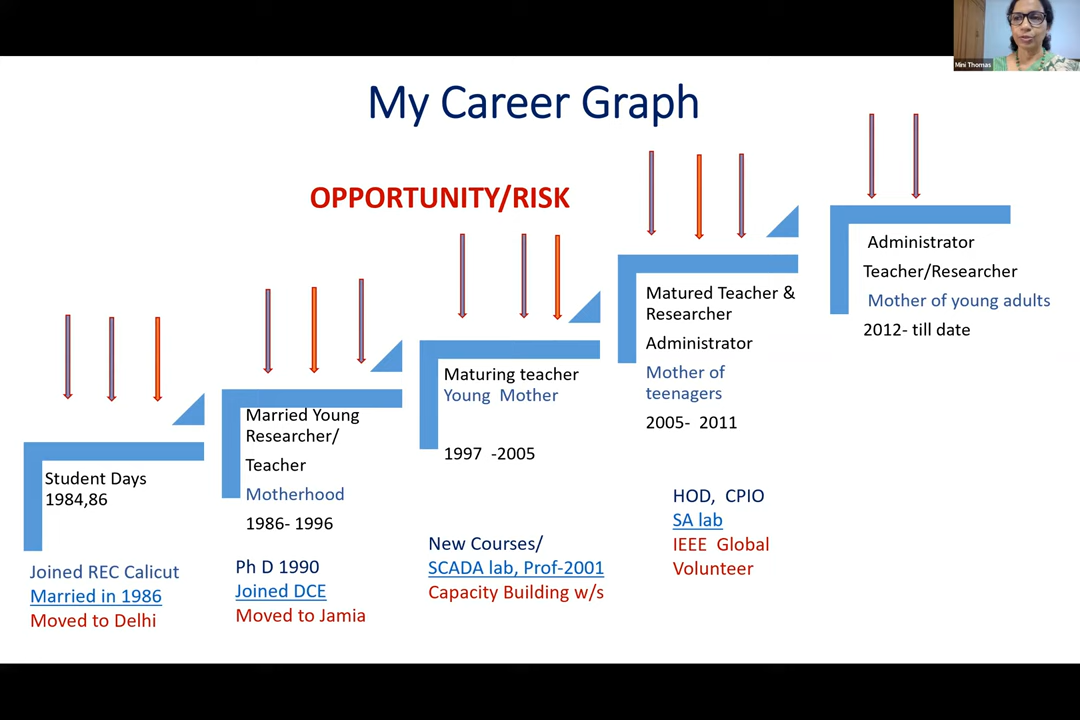 Mini Thomas
My Career Graph
OPPORTUNITY/RISK
Student Days
1984,86
Joined REC Calicut
Married in 1986
Moved to Delhi
Married Young
Researcher/
Teacher
Motherhood
1986- 1996
Ph D 1990
Joined DCE
Moved to Jamia
Maturing teacher
Young Mother
1997 -2005
New Courses/
SCADA lab, Prof-2001
Capacity Building w/s
Matured Teacher &
Researcher
Administrator
Mother of
teenagers
2005- 2011
HOD, CPIO
SA lab
IEEE Global
Volunteer
Administrator
Teacher/Researcher
Mother of young adults
2012- till date